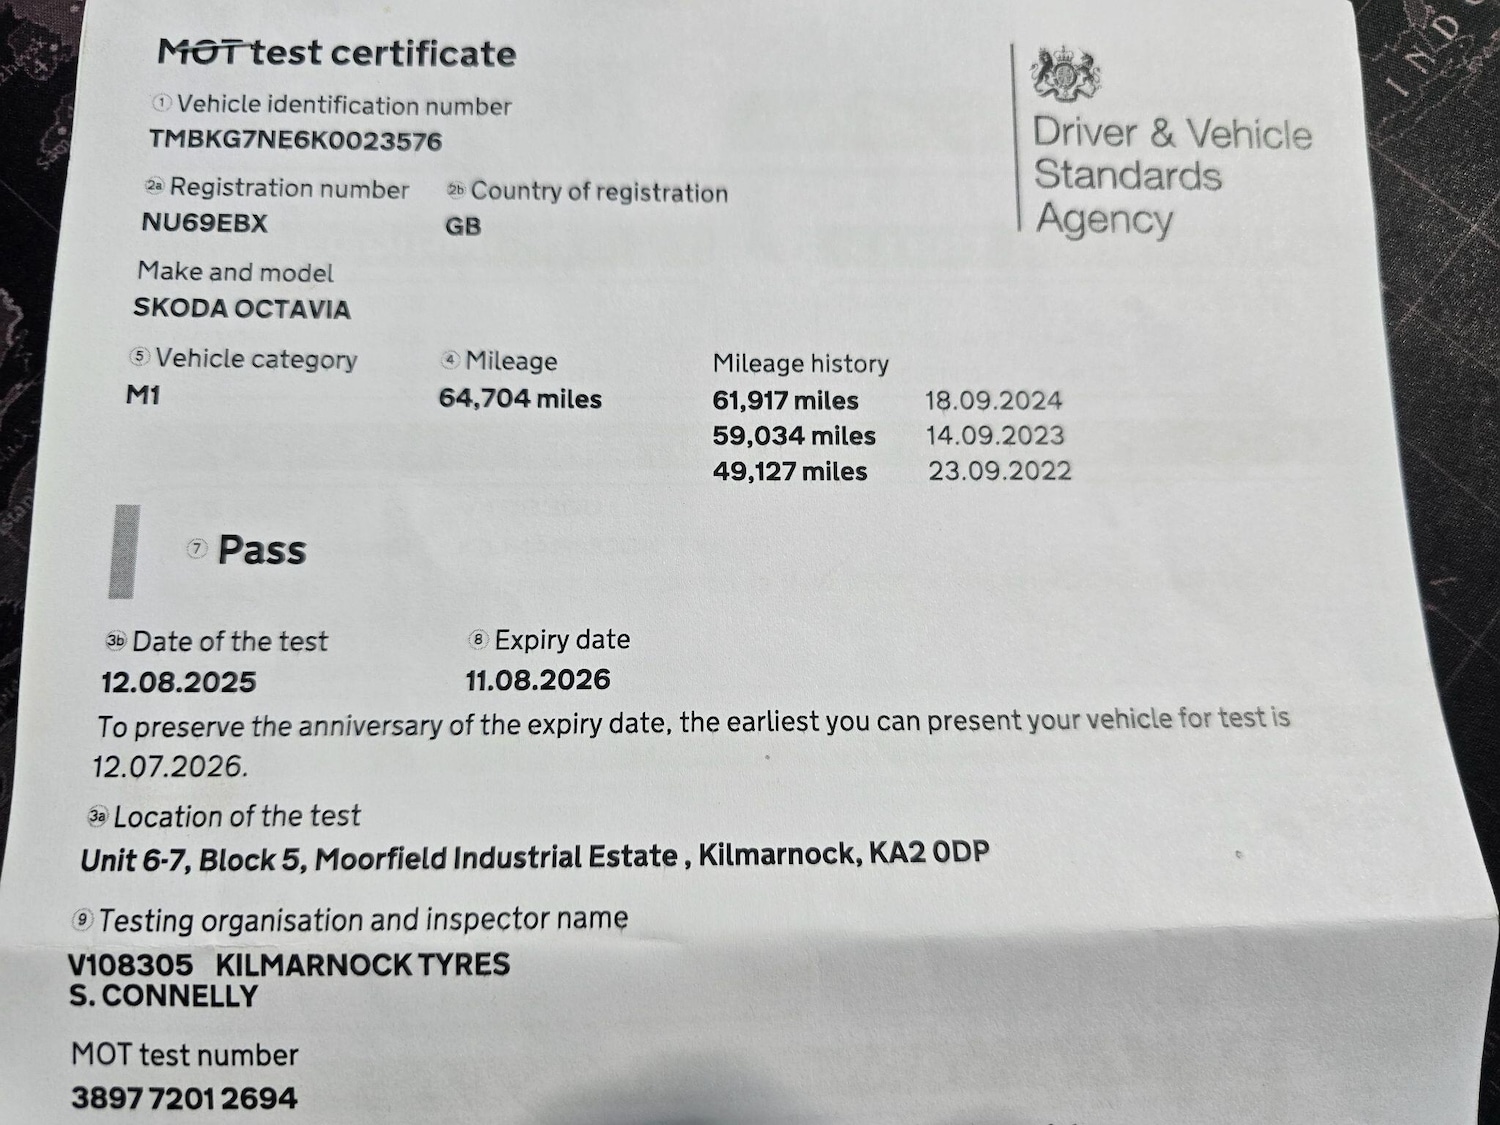 MOT test certificate
1 Vehicle identification number
TMBKG7NE6K0023576
2a Registration number 2b Country of registration
NU69EBX GB
Make and model
SKODA OCTAVIA
5 Vehicle category 4 Mileage Mileage history
M1 64,704 miles 61,917 miles 18.09.2024
59,034 miles 14.09.2023
49,127 miles 23.09.2022
7 Pass
3b Date of the test 8 Expiry date
12.08.2025 11.08.2026
To preserve the anniversary of the expiry date, the earliest you can present your vehicle for test is
12.07.2026.
3a Location of the test
Unit 6-7, Block 5, Moorfield Industrial Estate , Kilmarnock, KA2 0DP
9 Testing organisation and inspector name
V108305 KILMARNOCK TYRES
S. CONNELLY
MOT test number
3897 7201 2694
Driver & Vehicle
Standards
Agency